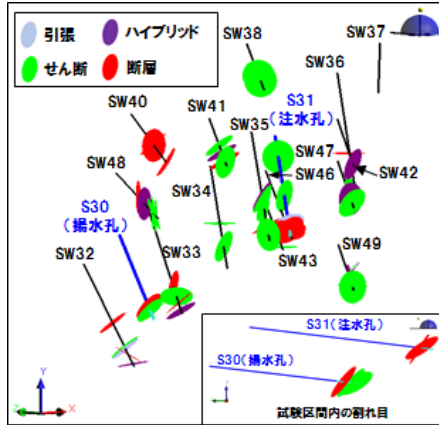 引張
ハイブリッド
せん断
断層
SW38
SW37
SW36
SW40
SW41
SW35
S31
(注水孔)
SW47
SW46
SW42
SW48
SW34
S30
(揚水孔)
SW32
SW33
SW43
SW49
S31(注水孔)
S30(揚水孔)
試験区間内の割れ目
Y
Z
X